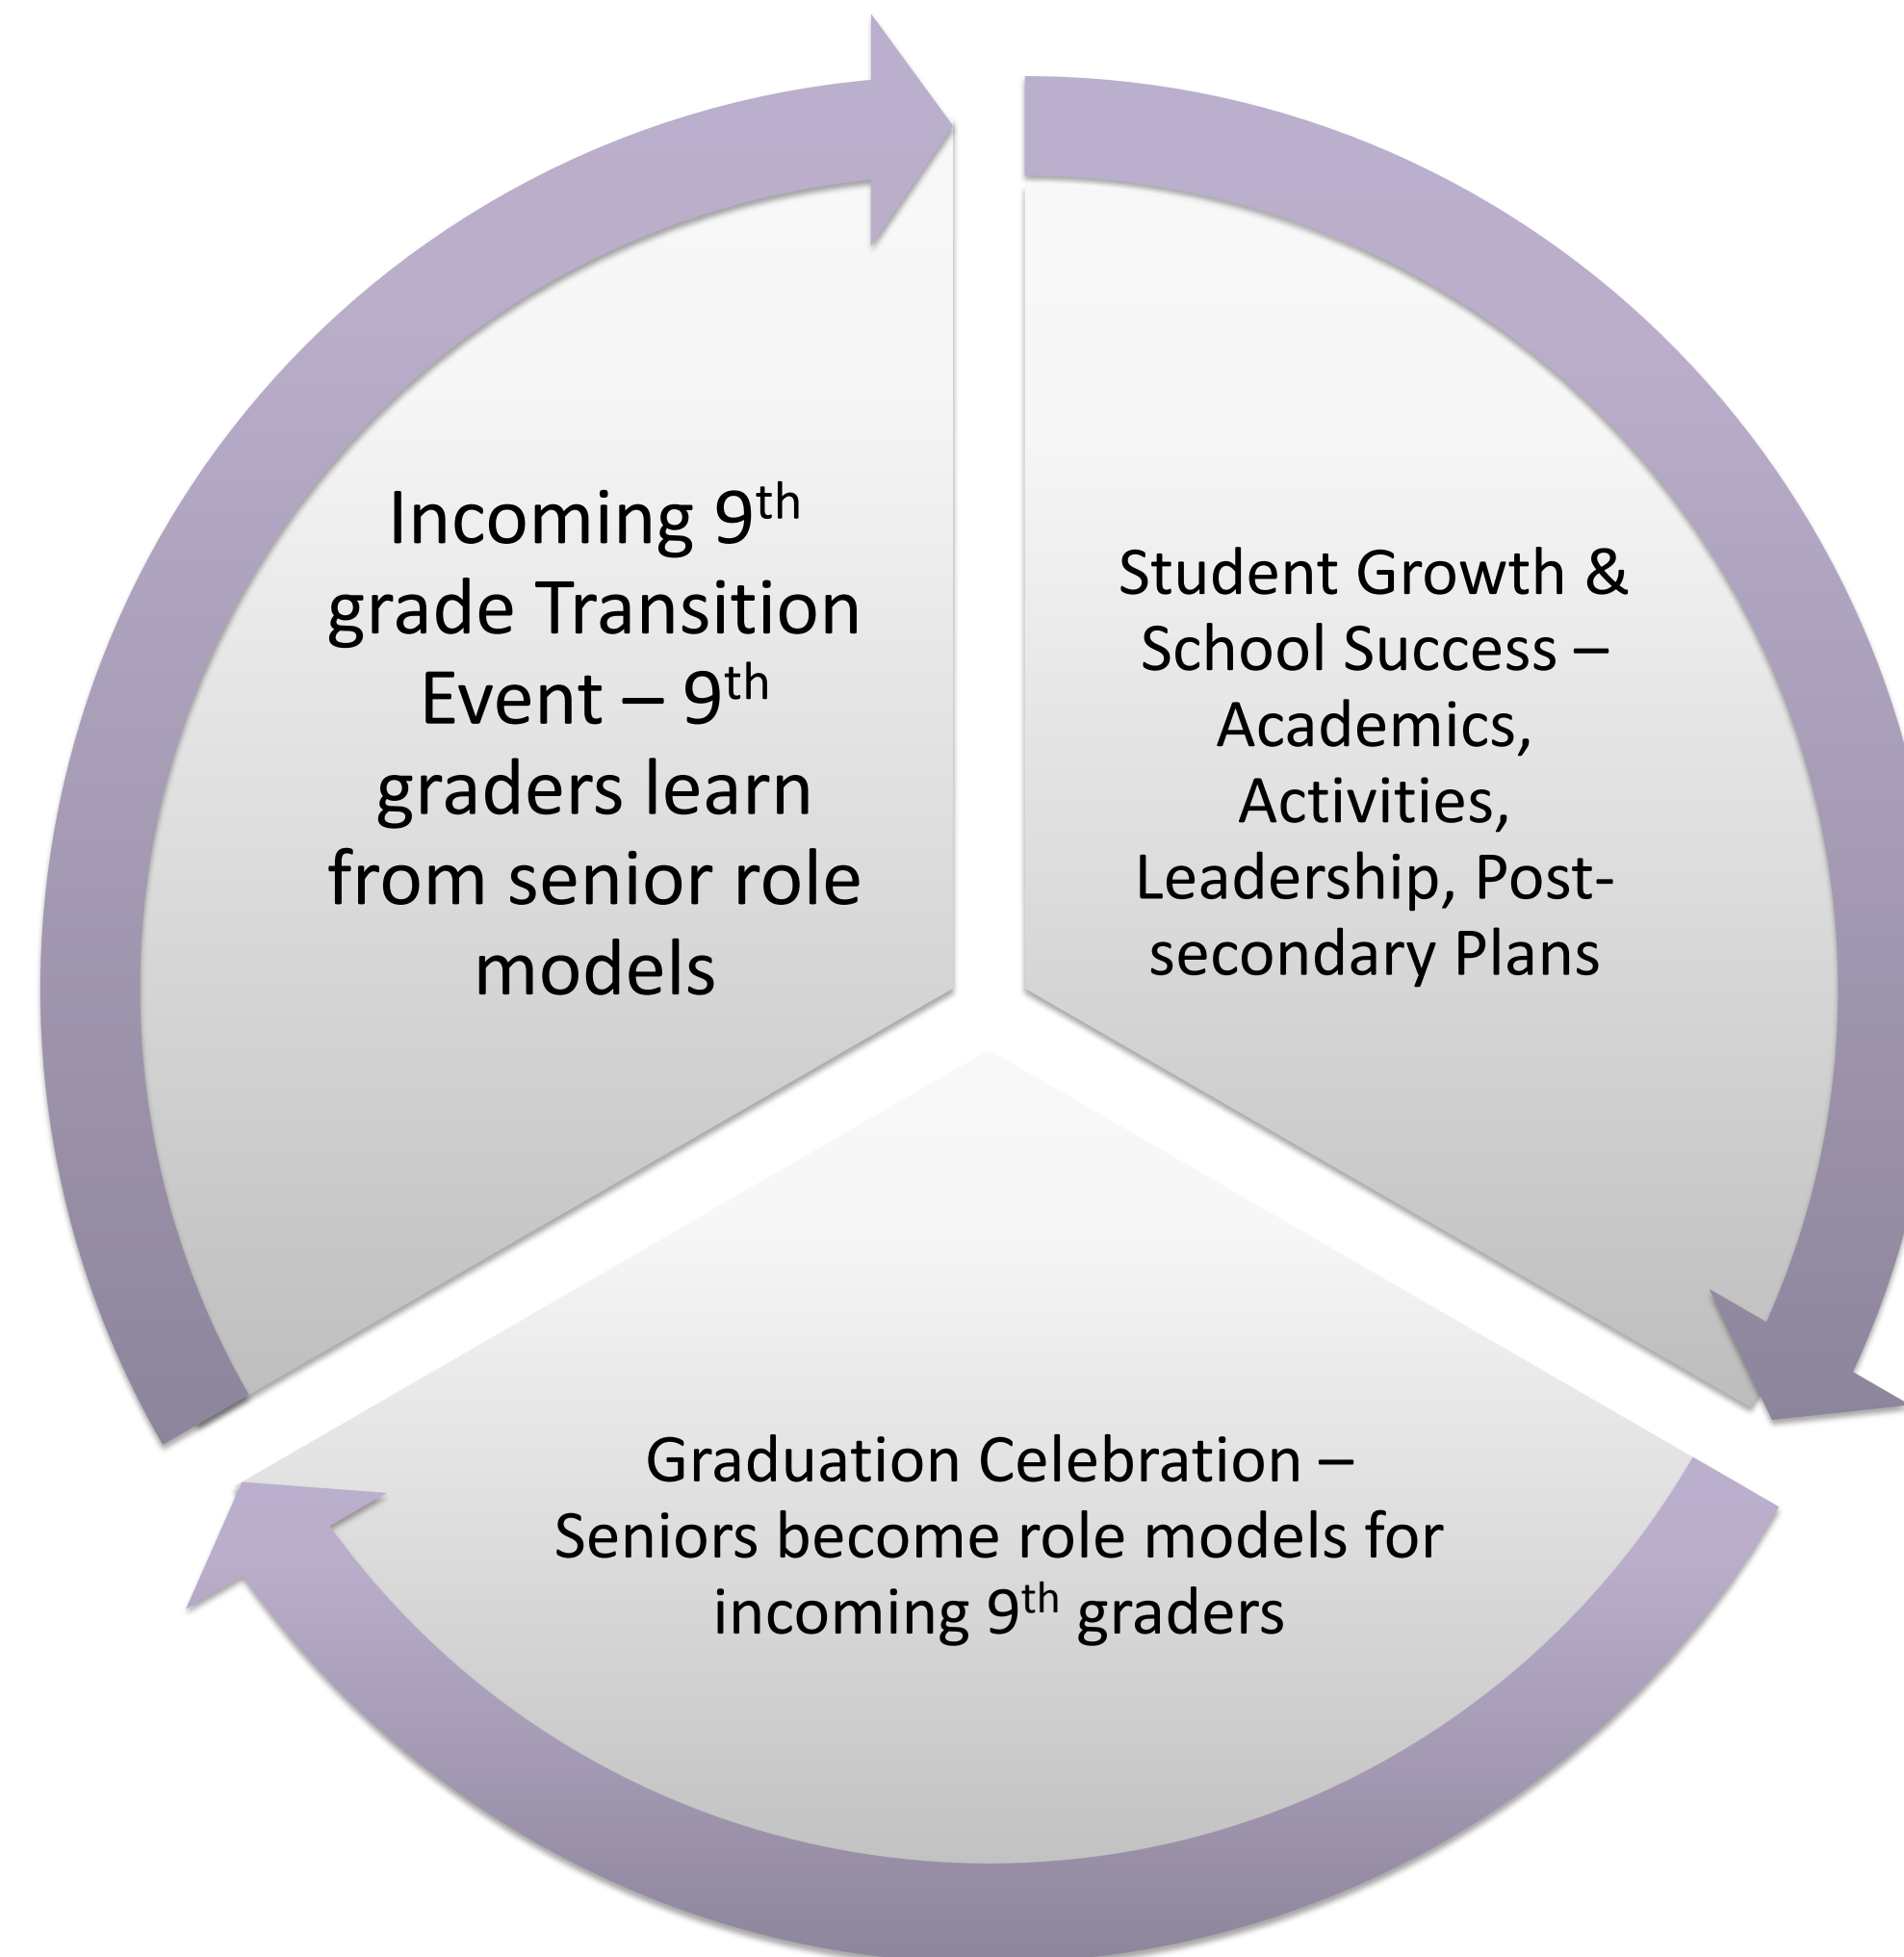 Incoming 9th
grade Transition
Event – 9th
graders learn
from senior role
models
Student Growth &
School Success –
Academics,
Activities,
Leadership, Post-
secondary Plans
Graduation Celebration –
Seniors become role models for
incoming 9th graders